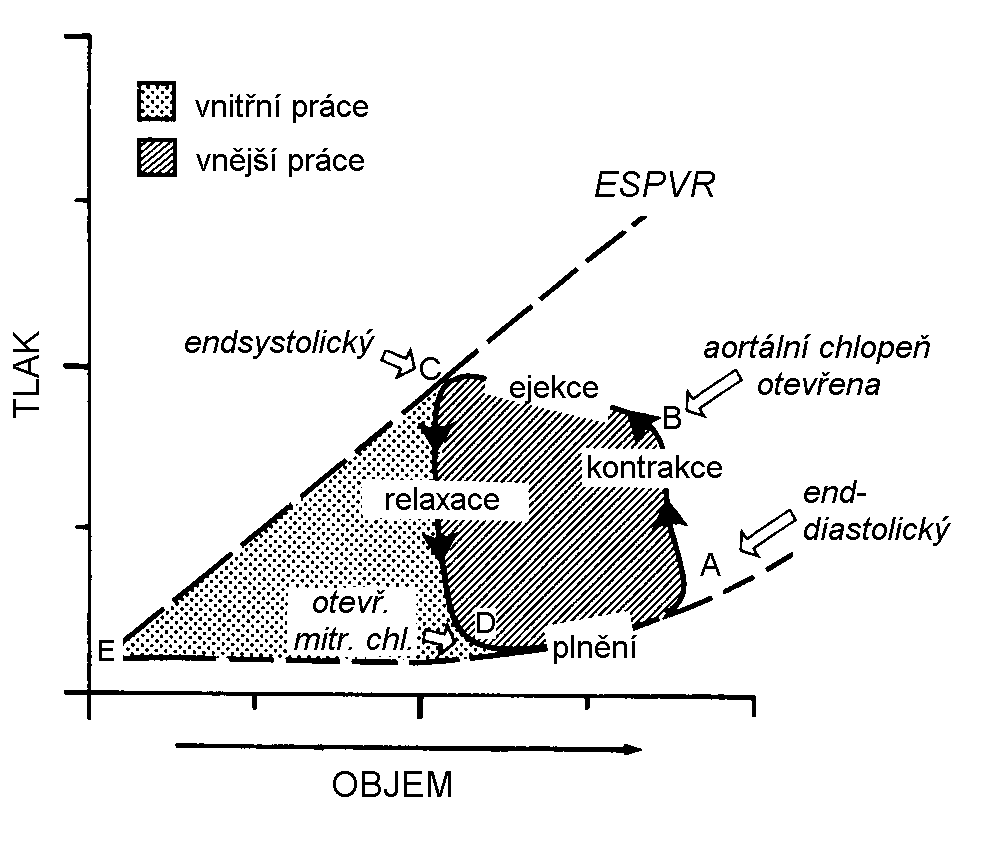 vnitřní práce
vnější práce
ESPVR
endsystolický
C
aortální chlopeň
otevřena
ejekce
B
kontrakce
TLAK
relaxace
end-
diastolický
A
otevř.
mitr. chl.
D
plnění
E
OBJEM